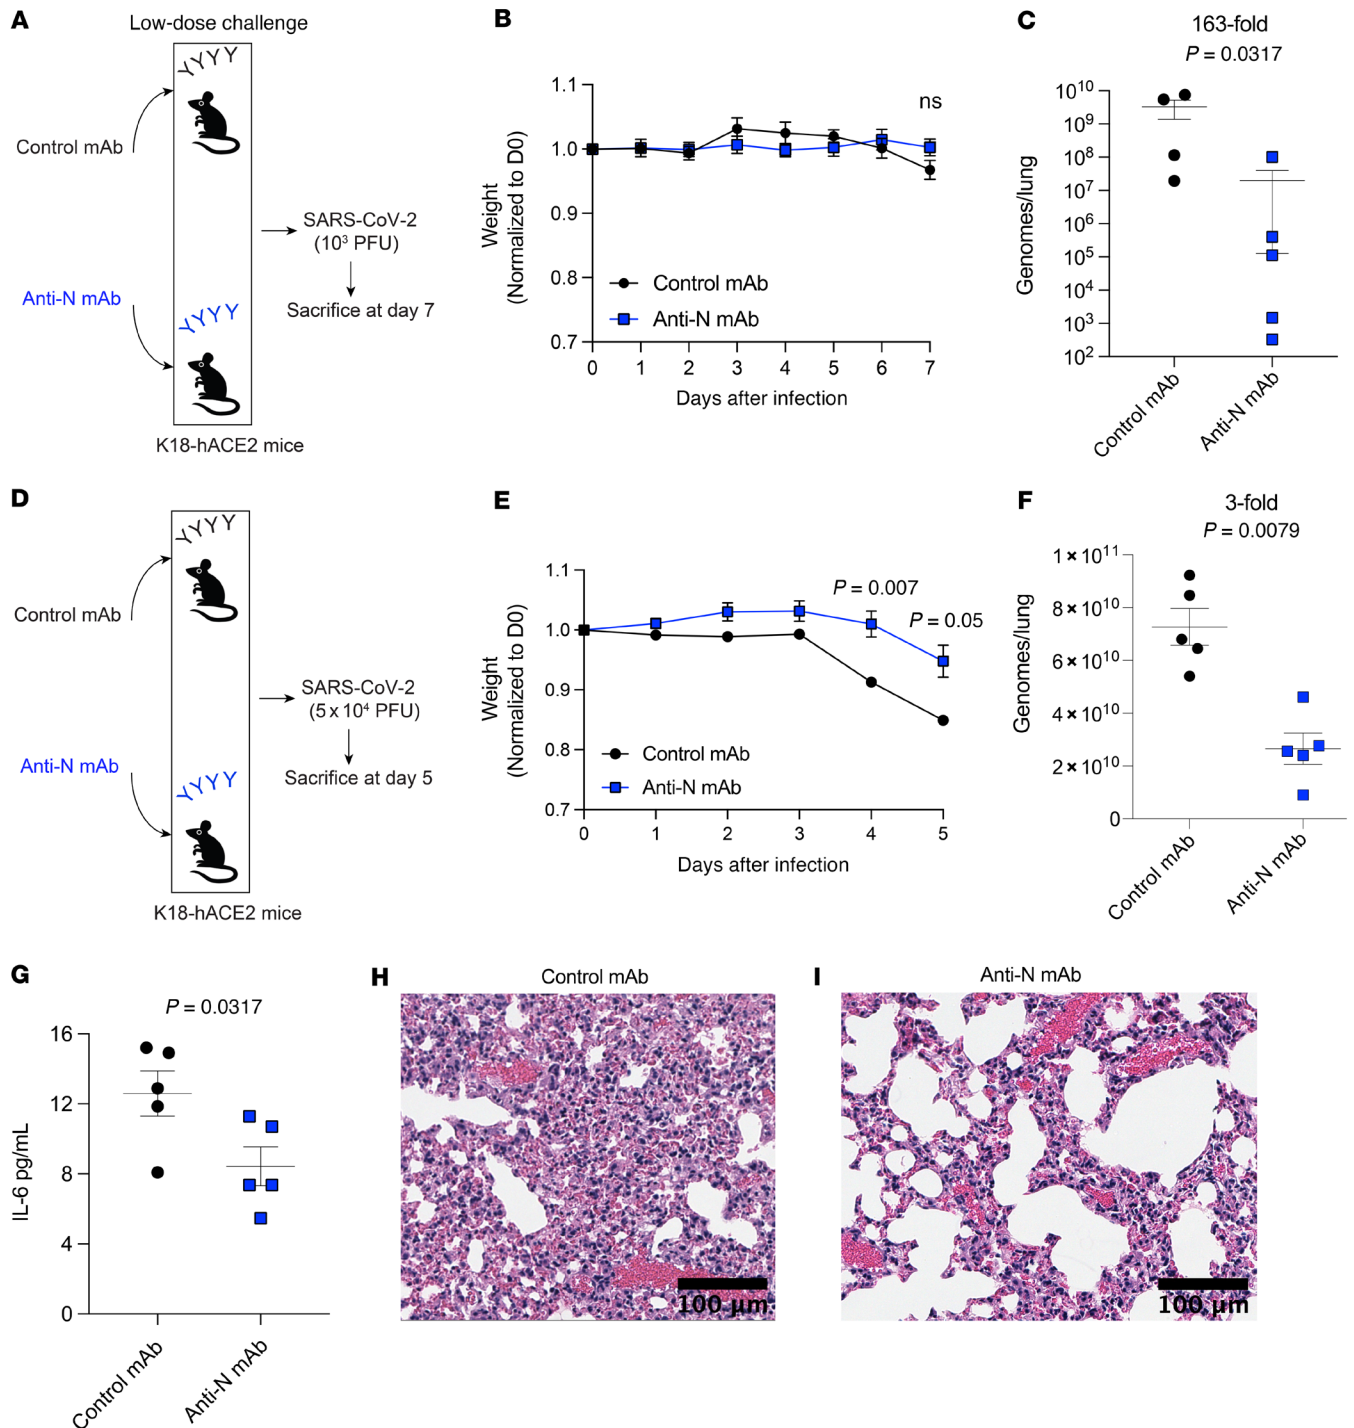 A
Low-dose challenge
YYYY
Control mAb
Anti-N mAb
YYYY
K18-hACE2 mice
SARS-CoV-2
(10³ PFU)
Sacrifice at day 7
B
1.1
1.0
0.9
0.8
0.7
Weight
(Normalized to D0)
ns
Control mAb
Anti-N mAb
0 1 2 3 4 5 6 7
Days after infection
C
163-fold
P = 0.0317
10¹⁰
10⁹
10⁸
10⁷
10⁶
10⁵
10⁴
10³
10²
Genomes/lung
Control mAb
Anti-N mAb
D
YYYY
Control mAb
Anti-N mAb
YYYY
K18-hACE2 mice
SARS-CoV-2
(5 x 10⁴ PFU)
Sacrifice at day 5
E
1.1
1.0
0.9
0.8
0.7
Weight
(Normalized to D0)
P = 0.007
P = 0.05
Control mAb
Anti-N mAb
0 1 2 3 4 5
Days after infection
F
3-fold
P = 0.0079
1 × 10¹¹
8 × 10¹⁰
6 × 10¹⁰
4 × 10¹⁰
2 × 10¹⁰
0
Genomes/lung
Control mAb
Anti-N mAb
G
P = 0.0317
16
12
8
4
0
IL-6 pg/mL
Control mAb
Anti-N mAb
H
Control mAb
100 µm
I
Anti-N mAb
100 µm